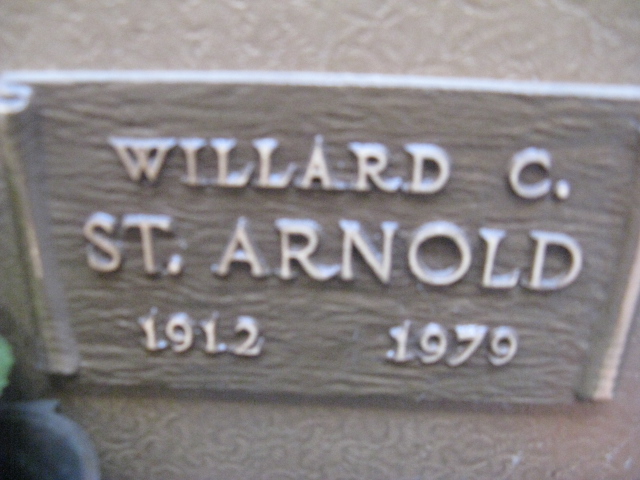 WILLARD C.
ST. ARNOLD
1912 1979